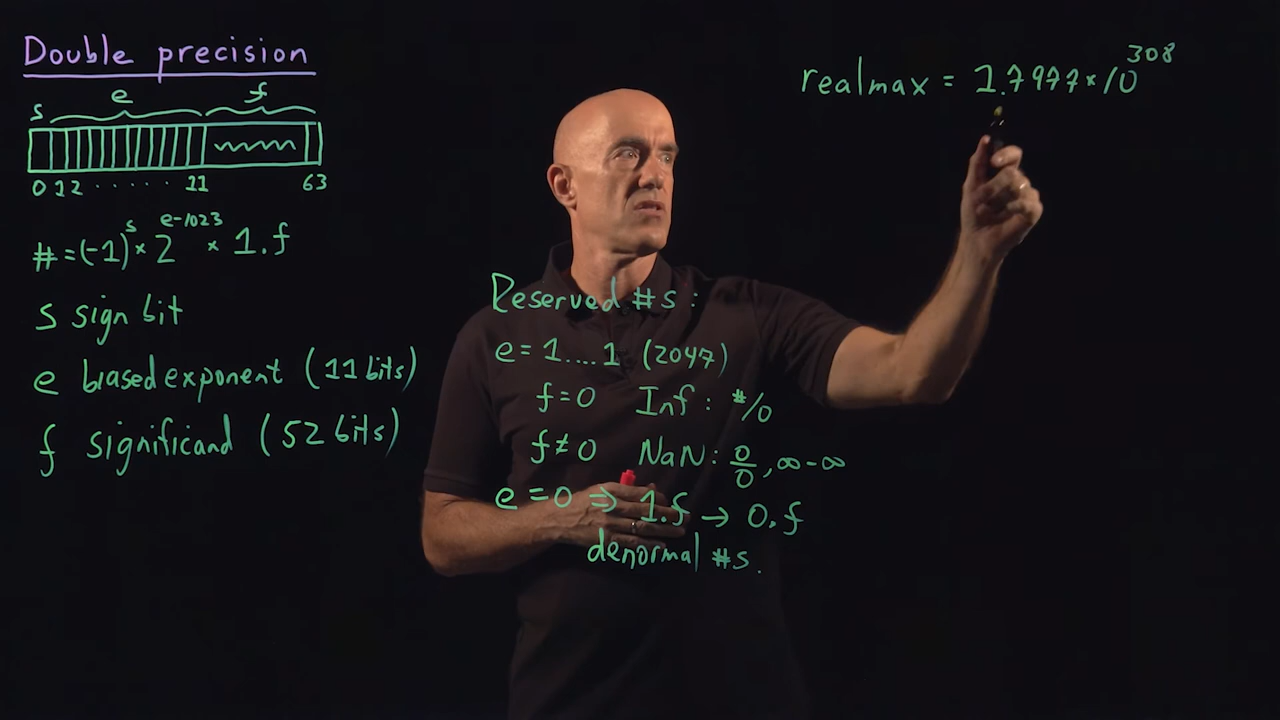 Double precision
s e f
0 1 2 ...... 11 63
# = (-1)^s × 2^(e-1023) × 1.f
s sign bit
e biased exponent (11 bits)
f significand (52 bits)
Reserved #s:
e = 1....1 (2047)
f = 0 Inf: #/0
f ≠ 0 NaN: 0/0, ∞-∞
e = 0 ⇒ 1.f → 0.f
denormal #s.
realmax = 1.7977 × 10^308